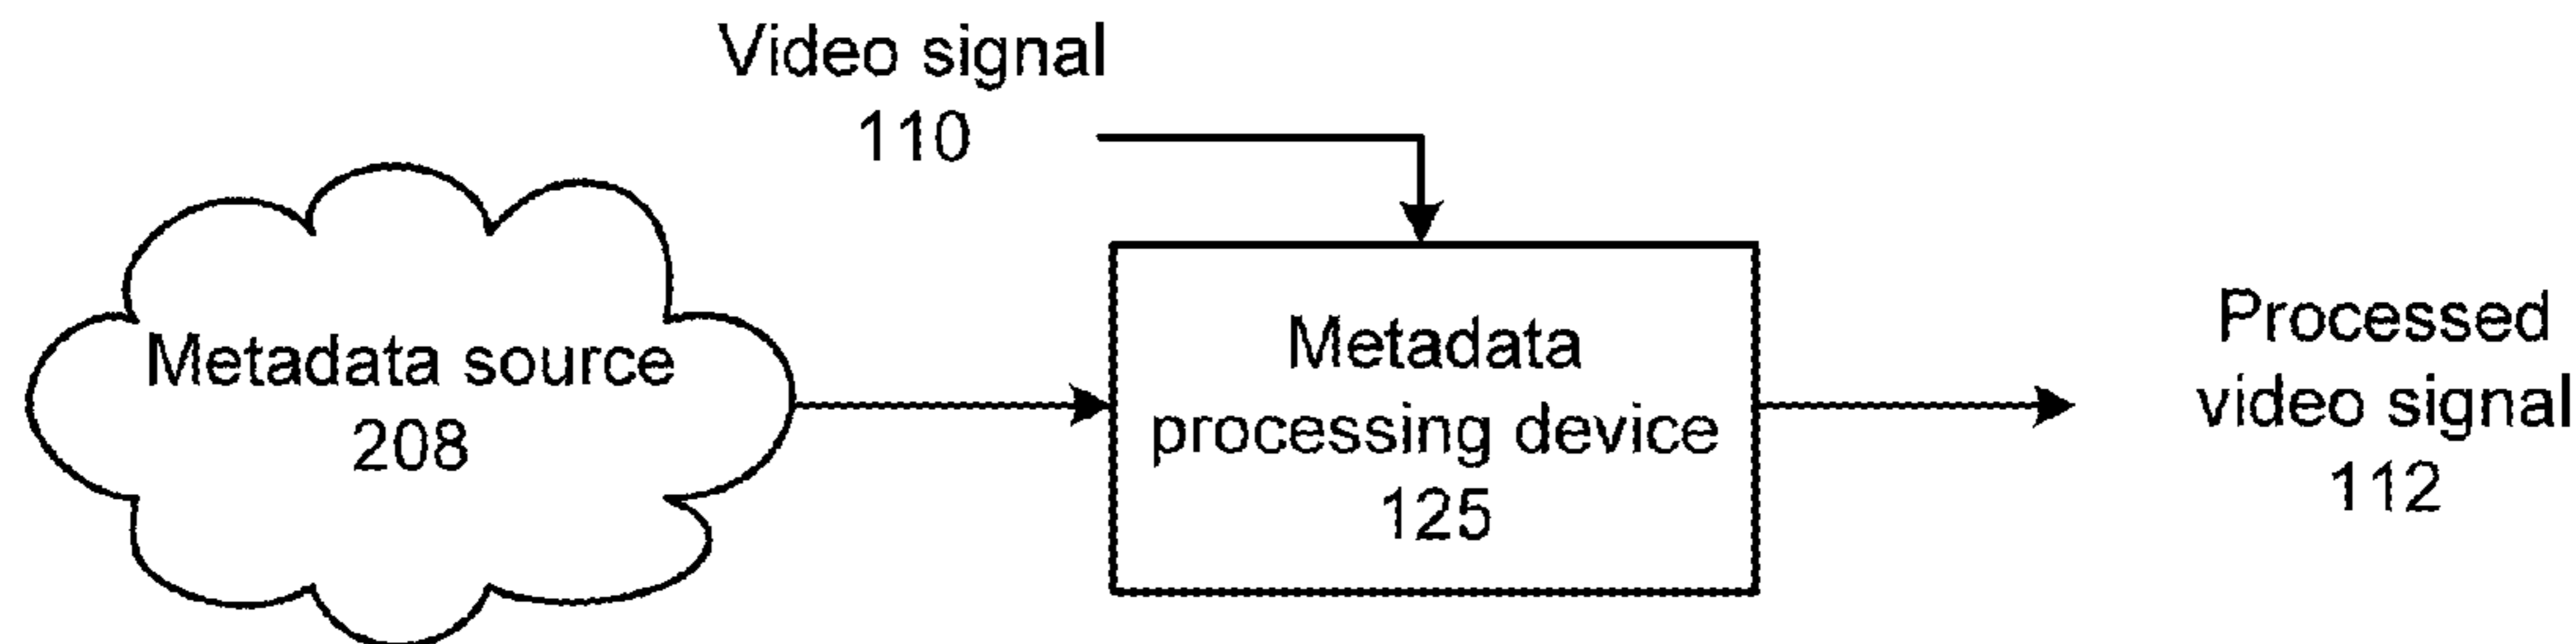 Video signal
110
Metadata source
208
Metadata
processing device
125
Processed
video signal
112